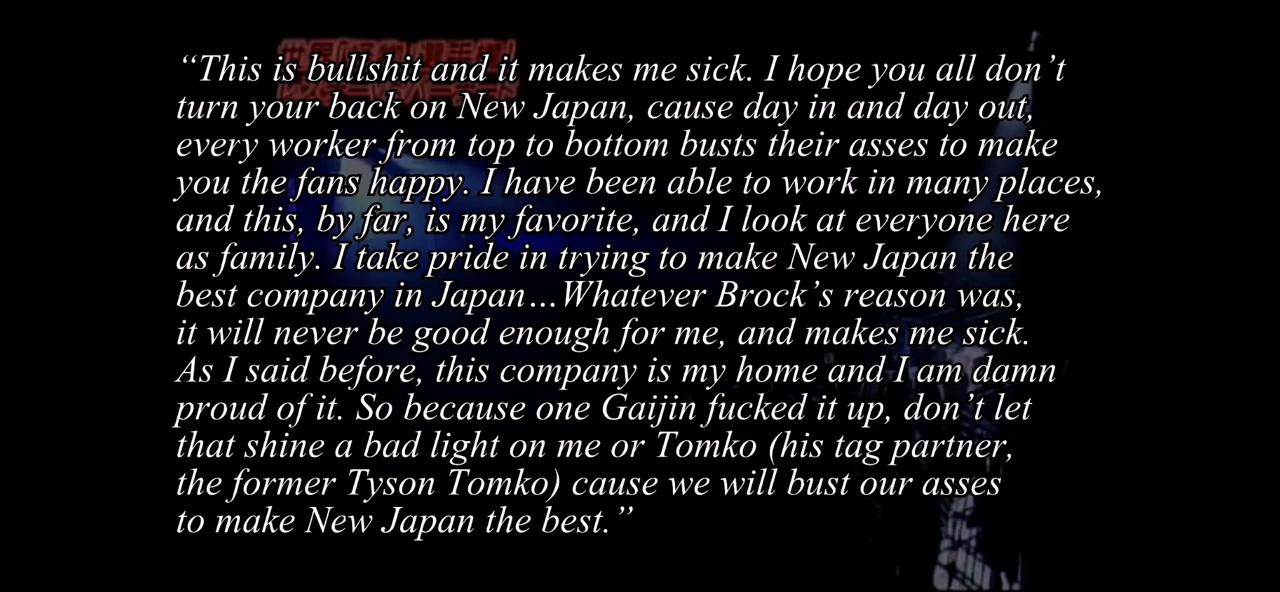 “This is bullshit and it makes me sick. I hope you all don’t
turn your back on New Japan, cause day in and day out,
every worker from top to bottom busts their asses to make
you the fans happy. I have been able to work in many places,
and this, by far, is my favorite, and I look at everyone here
as family. I take pride in trying to make New Japan the
best company in Japan…Whatever Brock’s reason was,
it will never be good enough for me, and makes me sick.
As I said before, this company is my home and I am damn
proud of it. So because one Gaijin fucked it up, don’t let
that shine a bad light on me or Tomko (his tag partner,
the former Tyson Tomko) cause we will bust our asses
to make New Japan the best.”